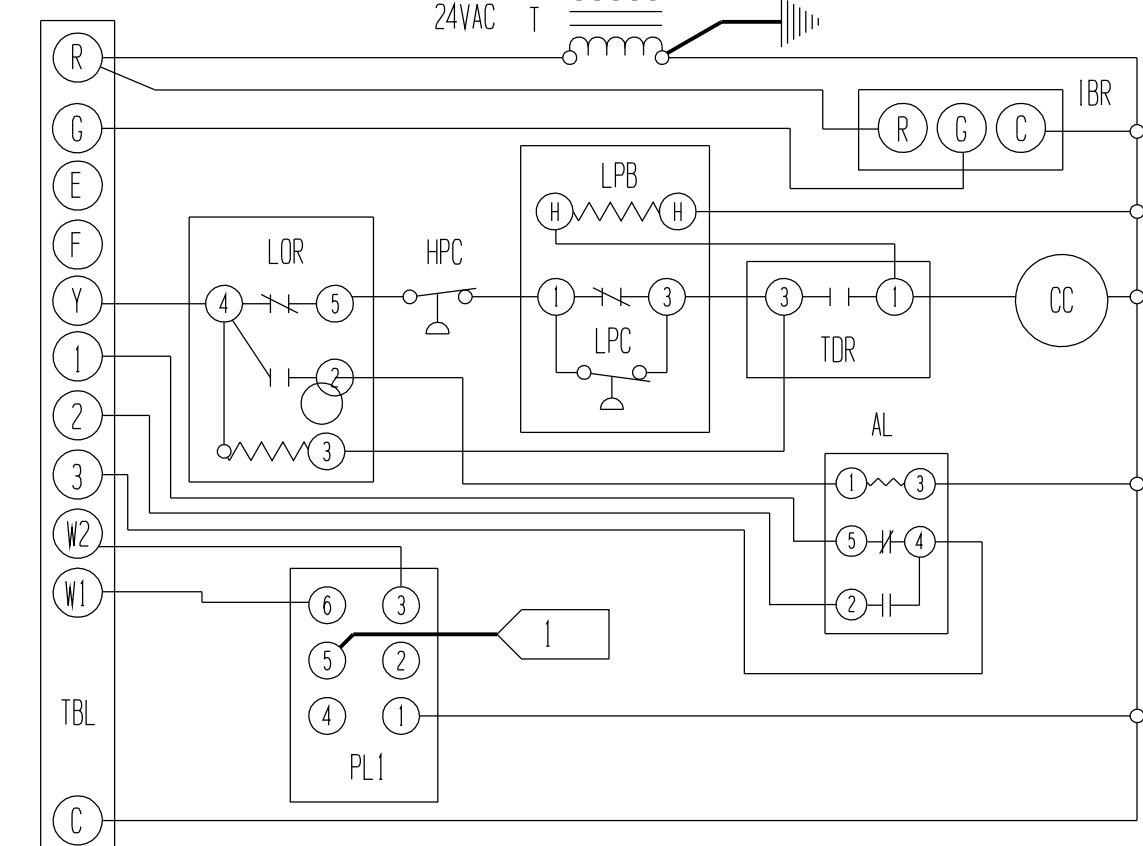 24VAC T
R
IBR
R G C
G
LPB
E
H H
F
LOR
HPC
Y
4 5
1 3
3 1
CC
LPC
TDR
1
2
2
AL
3
3
1 3
W2
5 4
W1
6 3
2
1
5 2
TBL
4 1
PL1
C